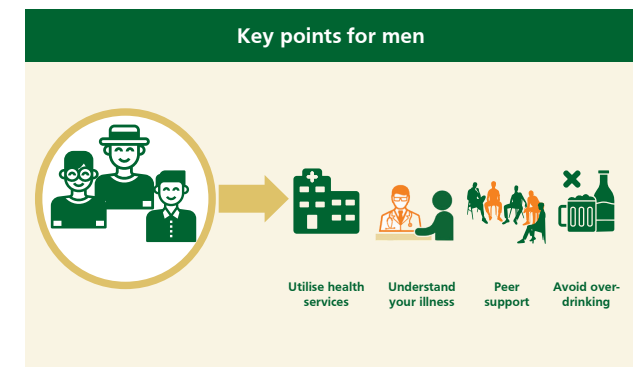 Key points for men
Utilise health
services
Understand
your illness
Peer
support
Avoid over-
drinking